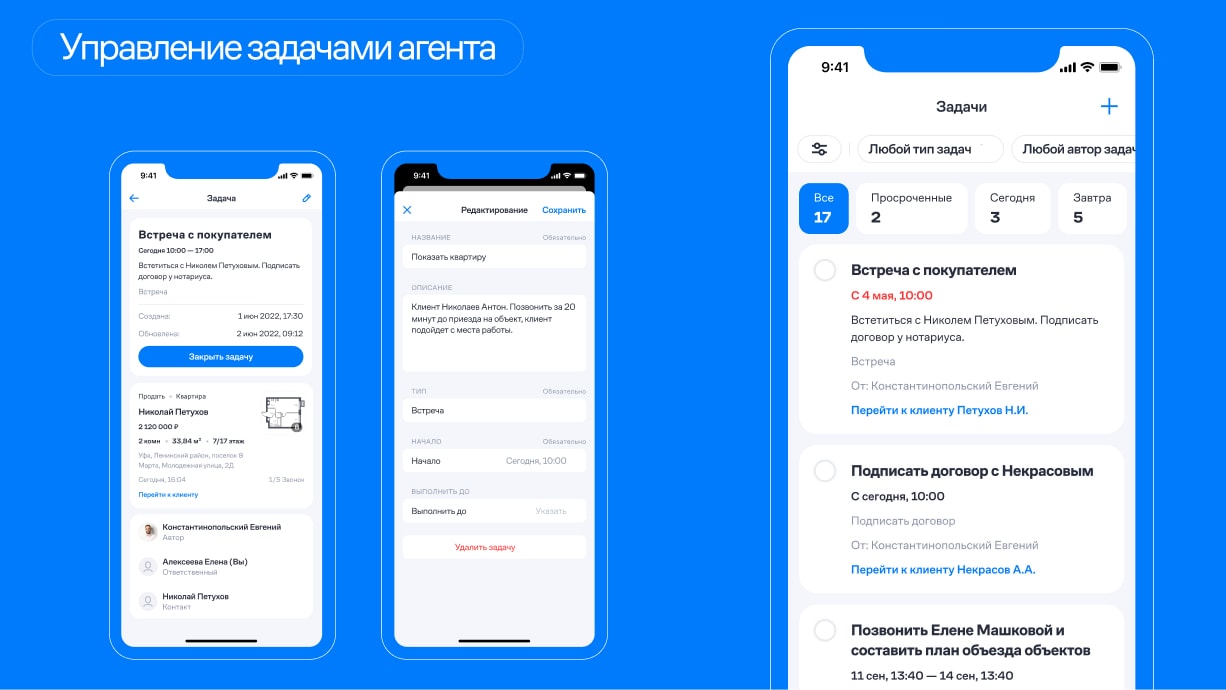 Управление задачами агента
9:41
Задача
Встреча с покупателем
Сегодня 10:00 — 17:00
Встетиться с Николем Петуховым. Подписать
договор у нотариуса.
Встреча
Создана: 1 июн 2022, 17:30
Обновлена: 2 июн 2022, 09:12
Закрыть задачу
Продать • Квартира
Николай Петухов
2 120 000 ₽
2 комн • 33,84 м² • 7/17 этаж
Уфа, Ленинский район, поселок 8
Марта, Молодежная улица, 2Д
Сегодня, 16:04 1/5 Звонок
Перейти к клиенту
Константинопольский Евгений
Автор
Алексеева Елена (Вы)
Ответственный
Николай Петухов
Контакт
9:41
Редактирование Сохранить
НАЗВАНИЕ Обязательно
Показать квартиру
ОПИСАНИЕ
Клиент Николаев Антон. Позвонить за 20
минут до приезда на объект, клиент
подойдет с места работы.
ТИП Обязательно
Встреча
НАЧАЛО Обязательно
Начало Сегодня, 10:00
ВЫПОЛНИТЬ ДО
Выполнить до Указать
Удалить задачу
9:41
Задачи
Любой тип задач Любой автор задач
Все Просроченные Сегодня Завтра
17 2 3 5
Встреча с покупателем
С 4 мая, 10:00
Встетиться с Николем Петуховым. Подписать
договор у нотариуса.
Встреча
От: Константинопольский Евгений
Перейти к клиенту Петухов Н.И.
Подписать договор с Некрасовым
С сегодня, 10:00
Подписать договор
От: Константинопольский Евгений
Перейти к клиенту Некрасов А.А.
Позвонить Елене Машковой и
составить план объезда объектов
11 сен, 13:40 — 14 сен, 13:40